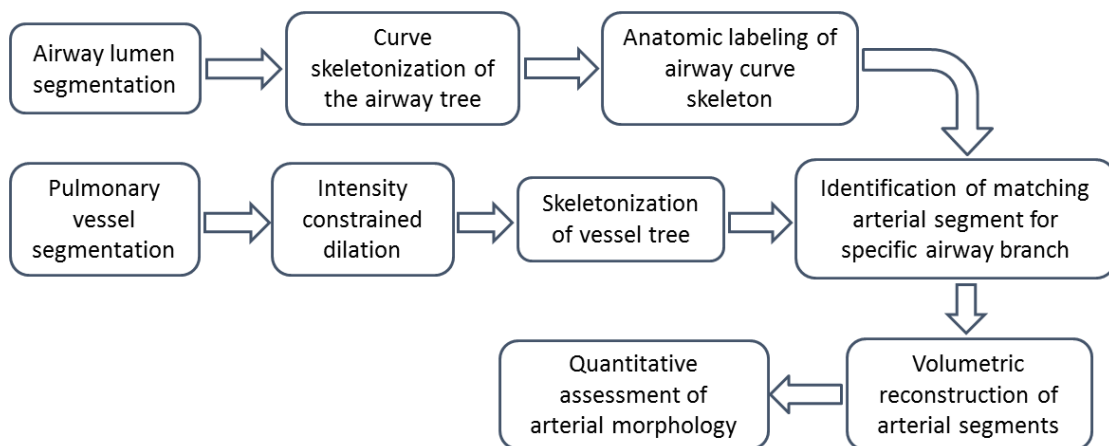 Airway lumen
segmentation
Curve
skeletonization of
the airway tree
Anatomic labeling of
airway curve
skeleton
Pulmonary
vessel
segmentation
Intensity
constrained
dilation
Skeletonization
of vessel tree
Identification of matching
arterial segment for
specific airway branch
Volumetric
reconstruction of
arterial segments
Quantitative
assessment of
arterial morphology